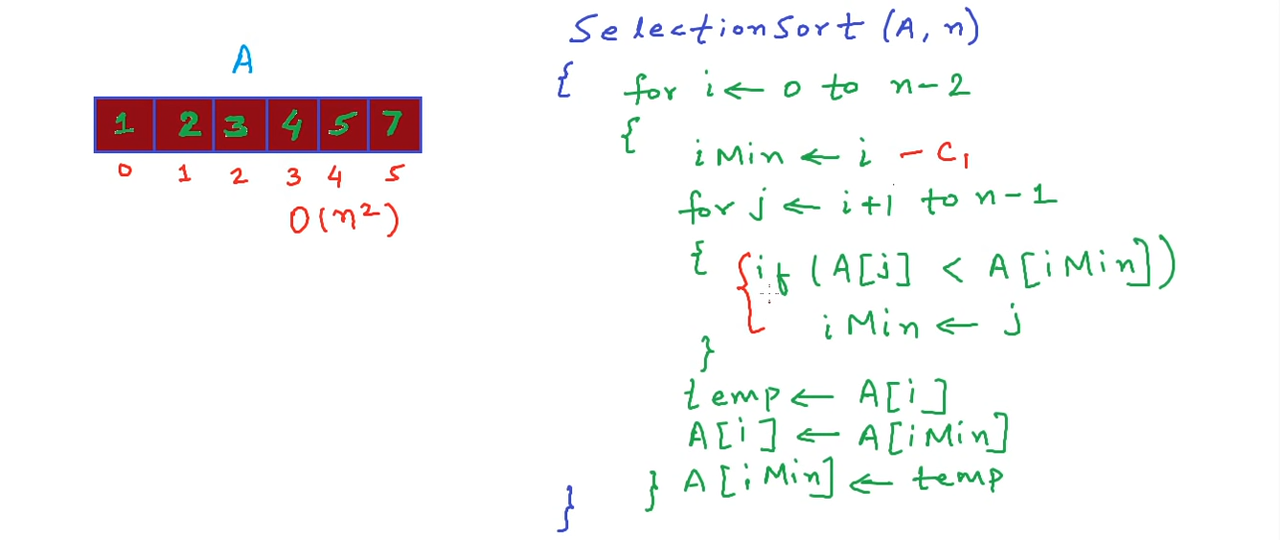 A
1 2 3 4 5 7
0 1 2 3 4 5
O(n²)
SelectionSort(A, n)
{ for i ← 0 to n-2
{
iMin ← i - C₁
for j ← i+1 to n-1
{ if (A[j] < A[iMin])
iMin ← j
}
temp ← A[i]
A[i] ← A[iMin]
} A[iMin] ← temp
}